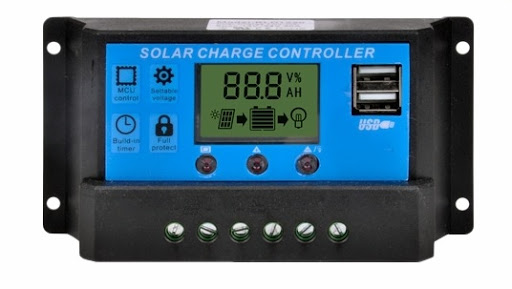 SOLAR CHARGE CONTROLLER
MCU
control
Settable
voltage
88.8 V%
AH
Build-in
timer
Full
protect
USB